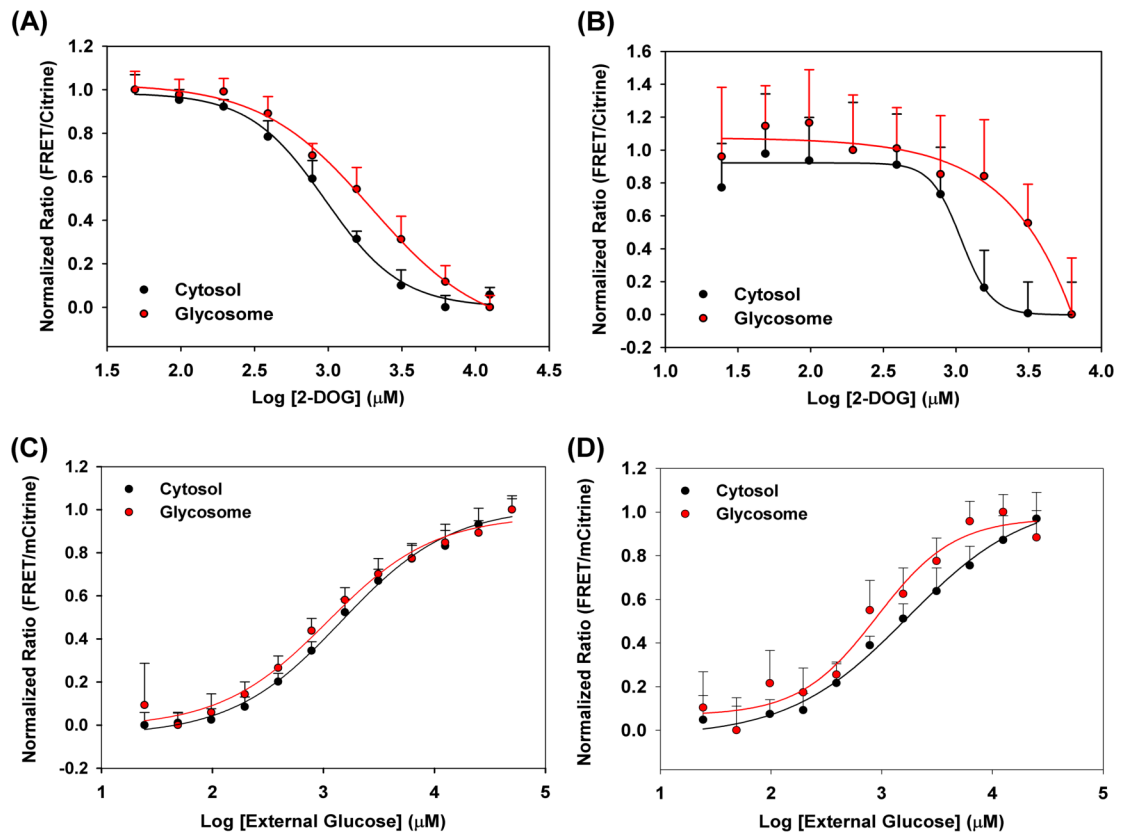 (A)
Normalized Ratio (FRET/Citrine)
1.2
1.0
0.8
0.6
0.4
0.2
0.0
Cytosol
Glycosome
1.5 2.0 2.5 3.0 3.5 4.0 4.5
Log [2-DOG] (µM)
(B)
Normalized Ratio (FRET/Citrine)
1.6
1.4
1.2
1.0
0.8
0.6
0.4
0.2
0.0
-0.2
Cytosol
Glycosome
1.0 1.5 2.0 2.5 3.0 3.5 4.0
Log [2-DOG] (µM)
(C)
Normalized Ratio (FRET/mCitrine)
1.2
1.0
0.8
0.6
0.4
0.2
0.0
-0.2
Cytosol
Glycosome
1 2 3 4 5
Log [External Glucose] (µM)
(D)
Normalized Ratio (FRET/mCitrine)
1.2
1.0
0.8
0.6
0.4
0.2
0.0
Cytosol
Glycosome
1 2 3 4 5
Log [External Glucose] (µM)